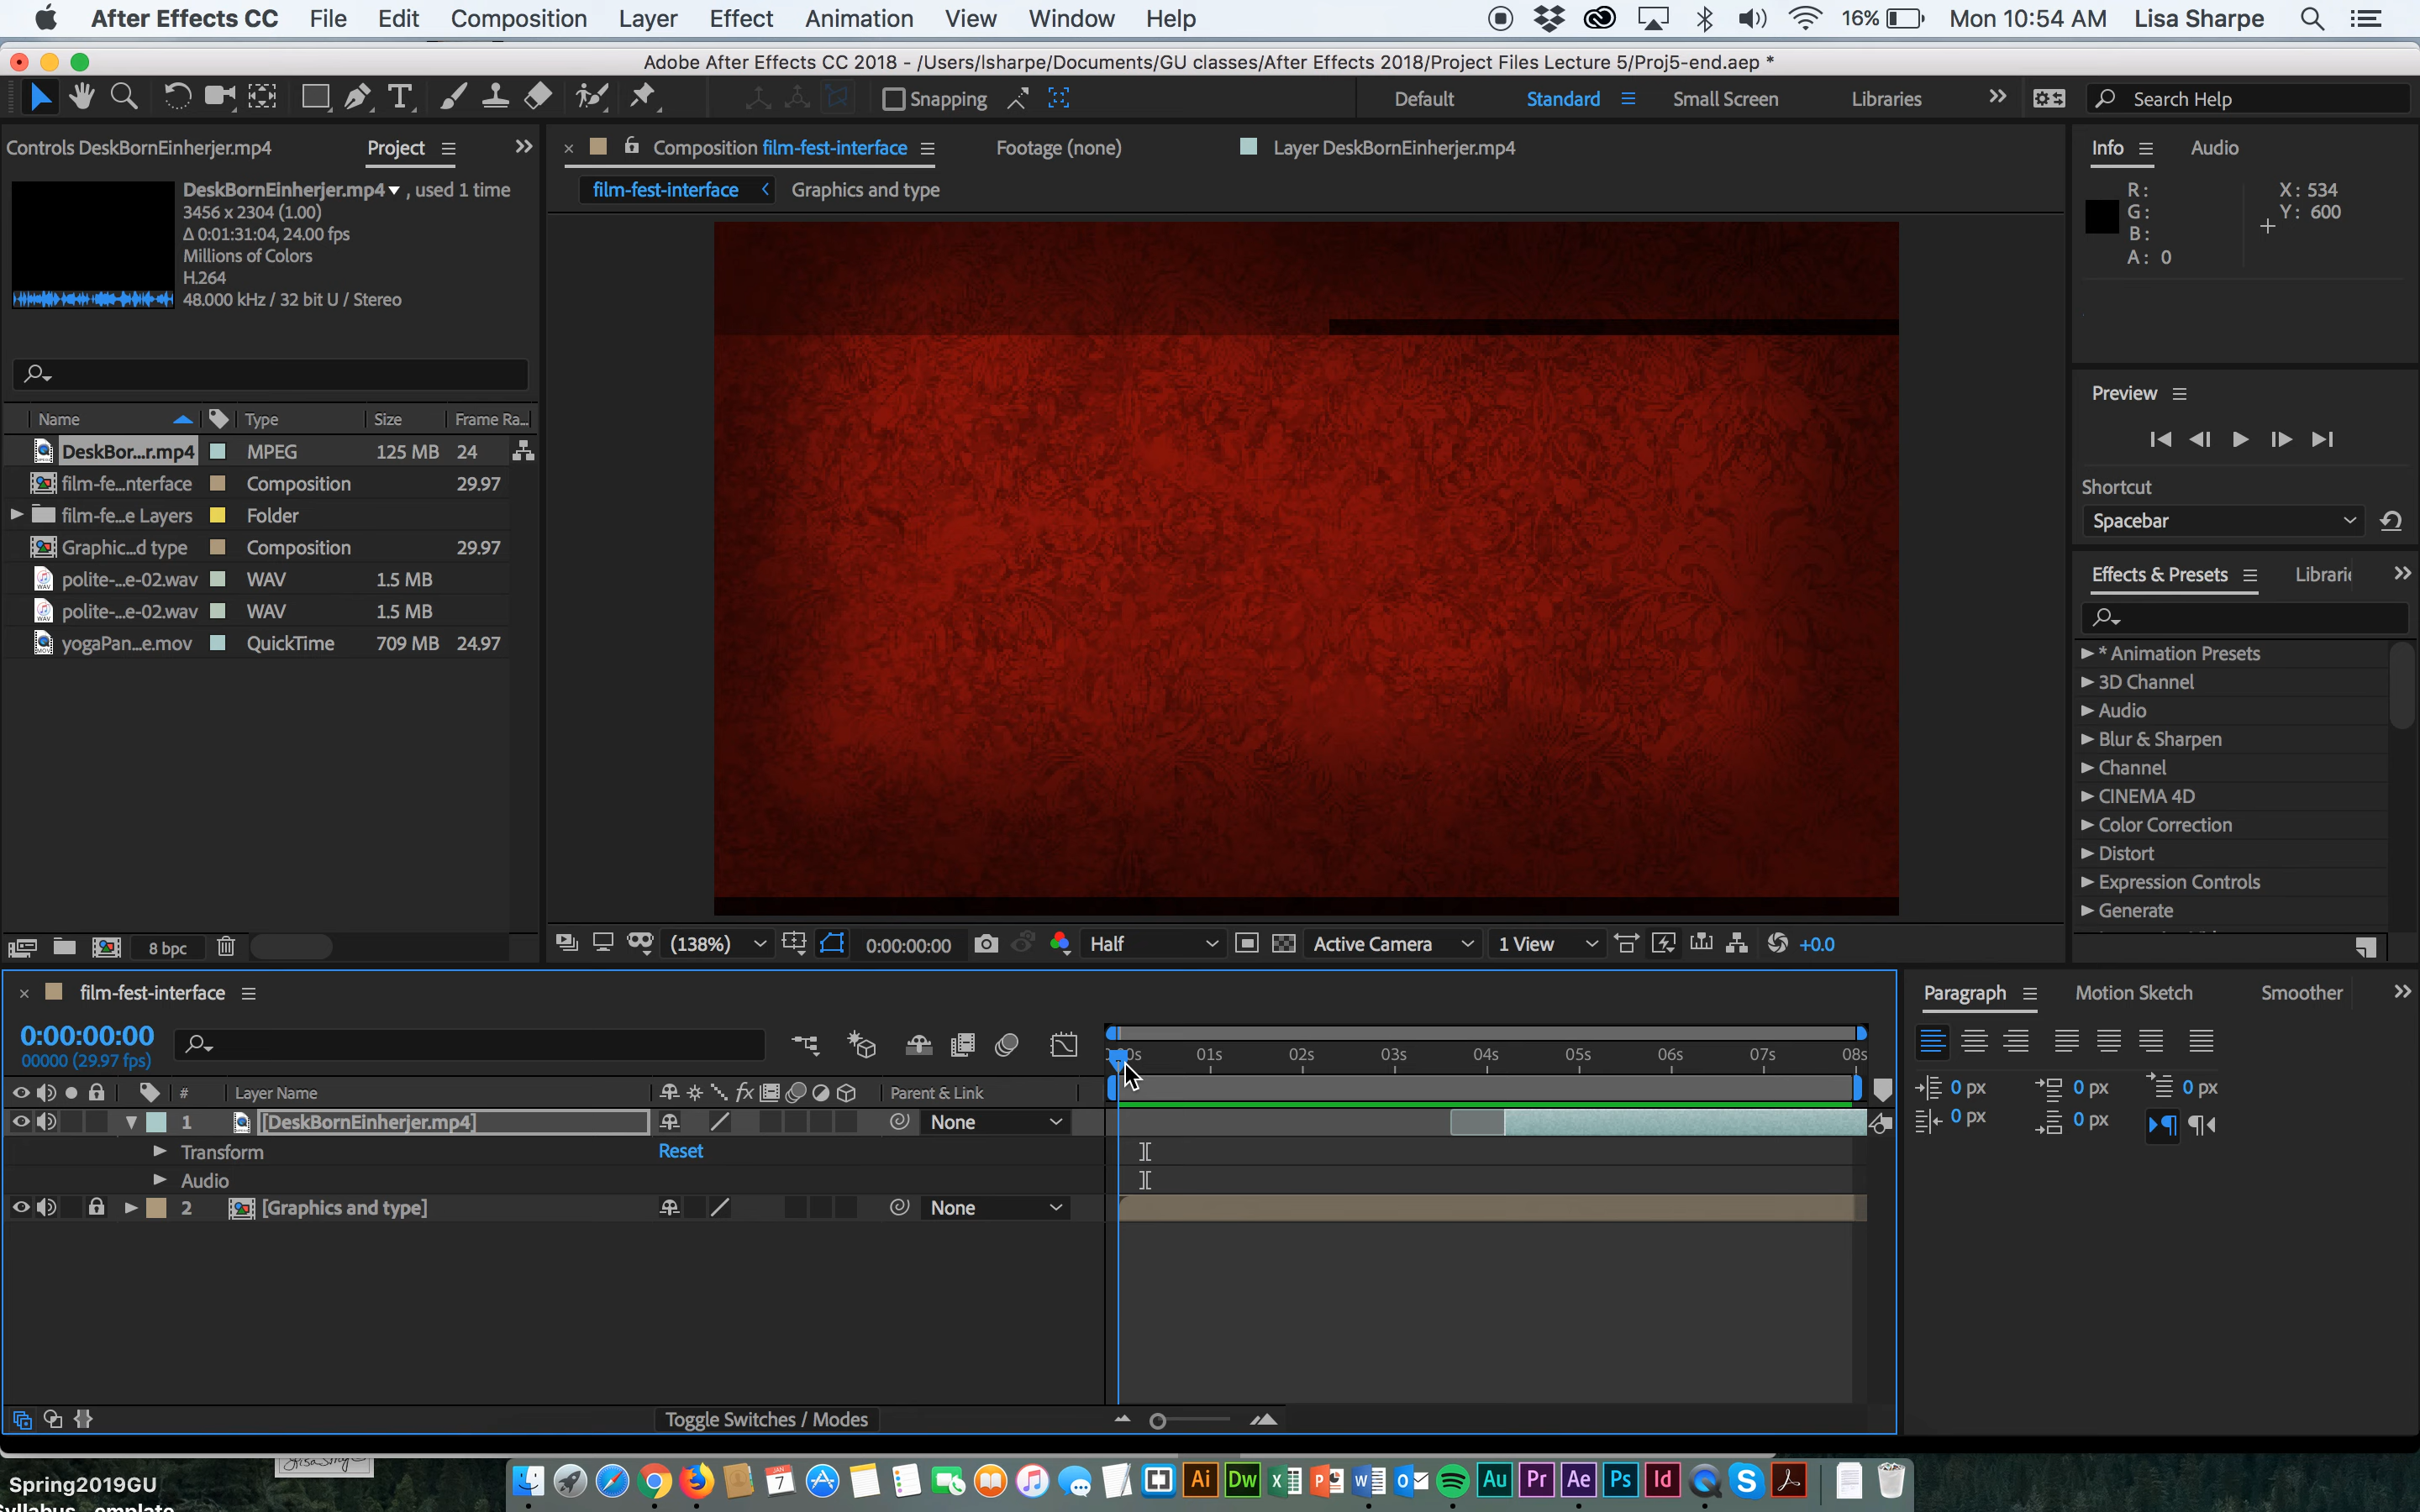 After Effects CC File Edit Composition Layer Effect Animation View Window Help 16% Mon 10:54 AM Lisa Sharpe
Adobe After Effects CC 2018 - /Users/lsharpe/Documents/GU classes/After Effects 2018/Project Files Lecture 5/Proj5-end.aep *
Snapping Default Standard Small Screen Libraries Search Help
Controls DeskBornEinherjer.mp4 Project
DeskBornEinherjer.mp4 , used 1 time
3456 x 2304 (1.00)
Δ 0:01:31:04, 24.00 fps
Millions of Colors
H.264
48.000 kHz / 32 bit U / Stereo
Name Type Size Frame Ra...
DeskBor...r.mp4 MPEG 125 MB 24
film-fe...nterface Composition 29.97
film-fe...e Layers Folder
Graphic...d type Composition 29.97
polite-...e-02.wav WAV 1.5 MB
polite-...e-02.wav WAV 1.5 MB
yogaPan...e.mov QuickTime 709 MB 24.97
8 bpc
Composition film-fest-interface Footage (none) Layer DeskBornEinherjer.mp4
film-fest-interface Graphics and type
(138%) 0:00:00:00 Half Active Camera 1 View +0.0
Info Audio
R: X: 534
G: Y: 600
B:
A: 0
Preview
Shortcut
Spacebar
Effects & Presets Librari
* Animation Presets
3D Channel
Audio
Blur & Sharpen
Channel
CINEMA 4D
Color Correction
Distort
Expression Controls
Generate
film-fest-interface
0:00:00:00
00000 (29.97 fps)
01s 02s 03s 04s 05s 06s 07s 08s
# Layer Name fx Parent & Link
1 [DeskBornEinherjer.mp4] None
Transform Reset
Audio
2 [Graphics and type] None
Toggle Switches / Modes
Paragraph Motion Sketch Smoother
0 px 0 px 0 px
0 px 0 px
Spring2019GU
JAN
7
Ai Dw Au Pr Ae Ps Id